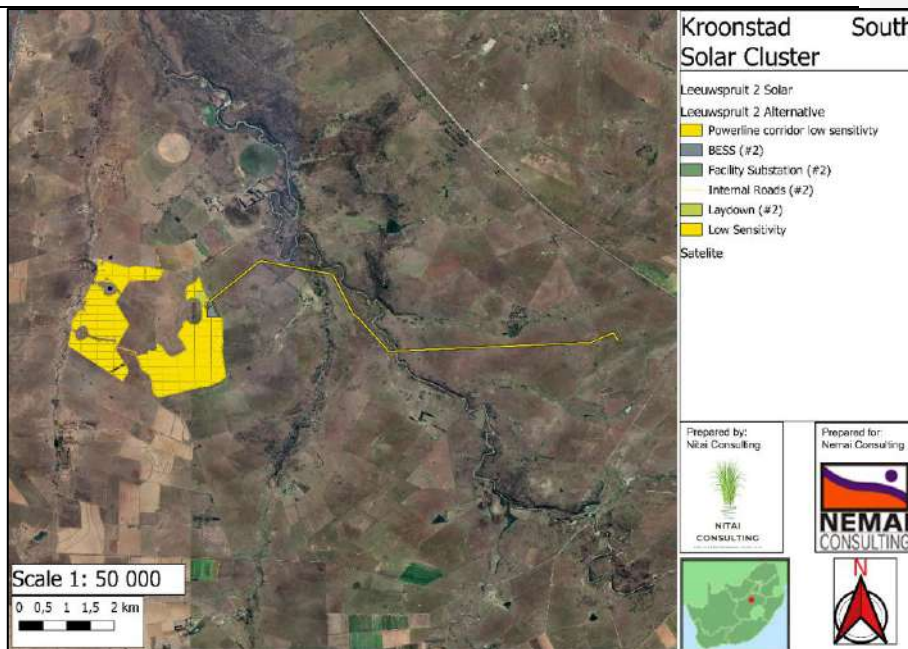 Kroonstad South
Solar Cluster
Leeuwspruit 2 Solar
Leeuwspruit 2 Alternative
Powerline corridor low sensitivty
BESS (#2)
Facility Substation (#2)
Internal Roads (#2)
Laydown (#2)
Low Sensitivity
Satelite
Scale 1: 50 000
0 0,5 1 1,5 2 km
Prepared by:
Nitai Consulting
NITAI
CONSULTING
Prepared for:
Nemai Consulting
NEMAI
CONSULTING
N